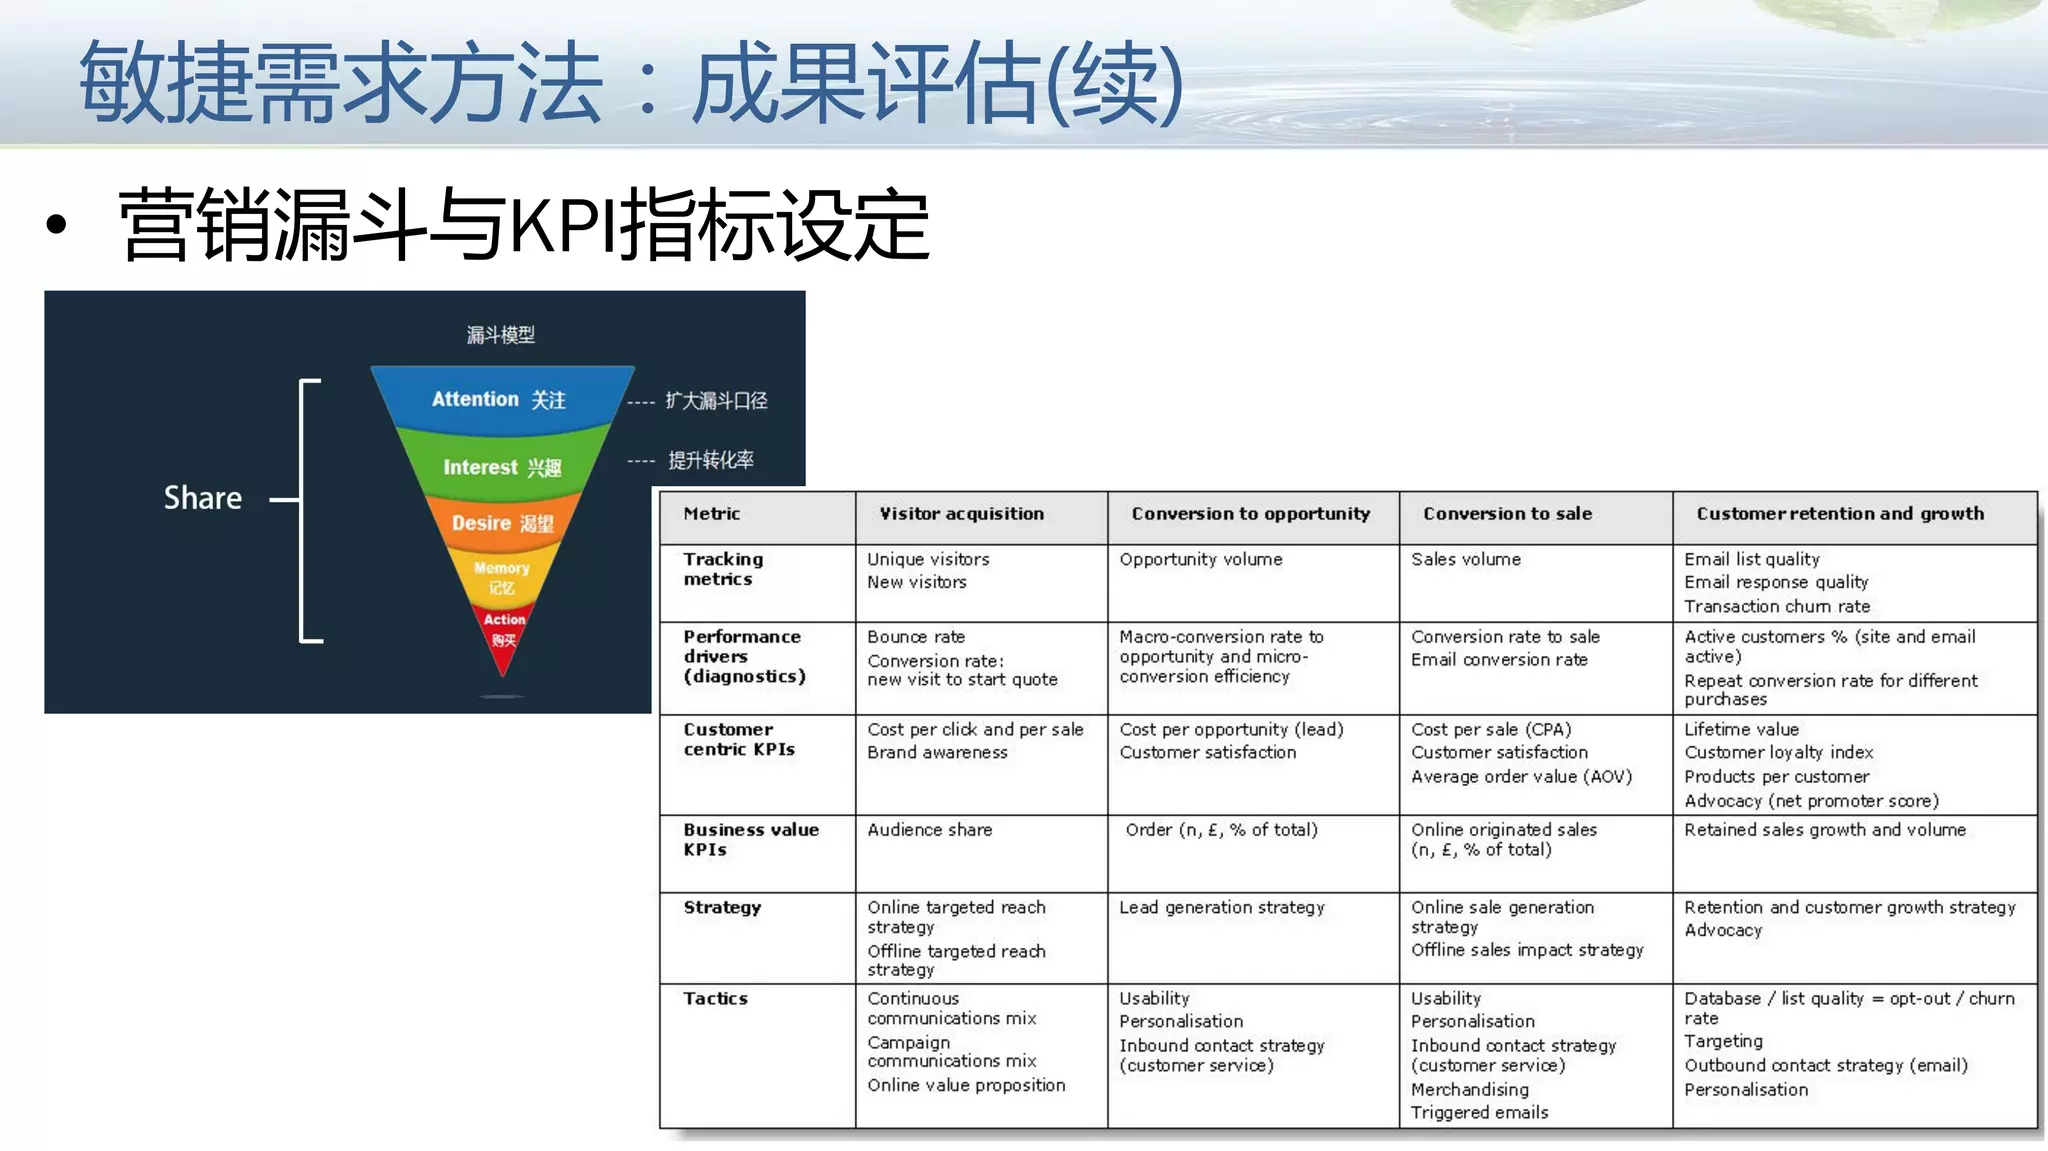 敏捷需求方法：成果评估(续)
• 营销漏斗与KPI指标设定
漏斗模型
Share
Attention 关注
---- 扩大漏斗口径
Interest 兴趣
---- 提升转化率
Desire 渴望
Memory
记忆
Action
购买
Metric
Visitor acquisition
Conversion to opportunity
Conversion to sale
Customer retention and growth
Tracking
metrics
Unique visitors
New visitors
Opportunity volume
Sales volume
Email list quality
Email response quality
Transaction churn rate
Performance
drivers
(diagnostics)
Bounce rate
Conversion rate:
new visit to start quote
Macro-conversion rate to
opportunity and micro-
conversion efficiency
Conversion rate to sale
Email conversion rate
Active customers % (site and email
active)
Repeat conversion rate for different
purchases
Customer
centric KPIs
Cost per click and per sale
Brand awareness
Cost per opportunity (lead)
Customer satisfaction
Cost per sale (CPA)
Customer satisfaction
Average order value (AOV)
Lifetime value
Customer loyalty index
Products per customer
Advocacy (net promoter score)
Business value
KPIs
Audience share
Order (n, £, % of total)
Online originated sales
(n, £, % of total)
Retained sales growth and volume
Strategy
Online targeted reach
strategy
Offline targeted reach
strategy
Lead generation strategy
Online sale generation
strategy
Offline sales impact strategy
Retention and customer growth strategy
Advocacy
Tactics
Continuous
communications mix
Campaign
communications mix
Online value proposition
Usability
Personalisation
Inbound contact strategy
(customer service)
Usability
Personalisation
Inbound contact strategy
(customer service)
Merchandising
Triggered emails
Database / list quality = opt-out / churn
rate
Targeting
Outbound contact strategy (email)
Personalisation